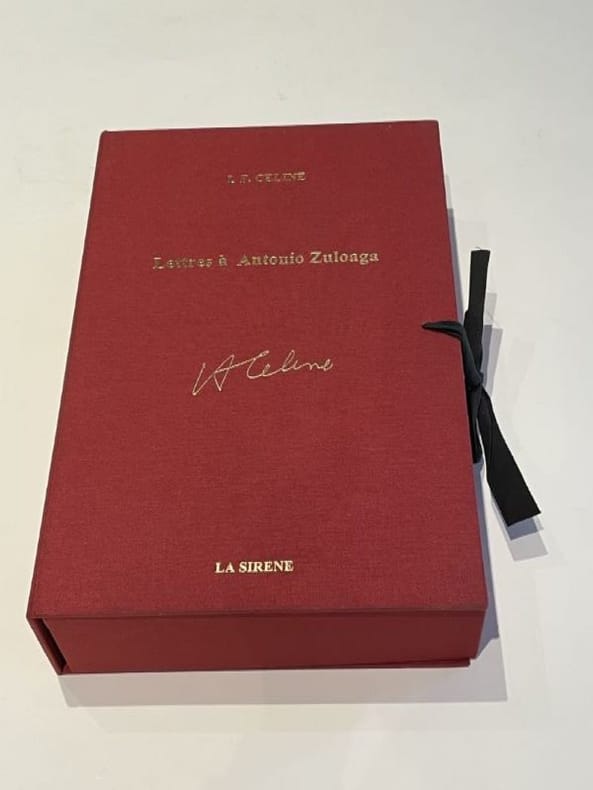 L. F. CELINE
Lettres à Antonio Zuloaga
LF Celine
LA SIRENE